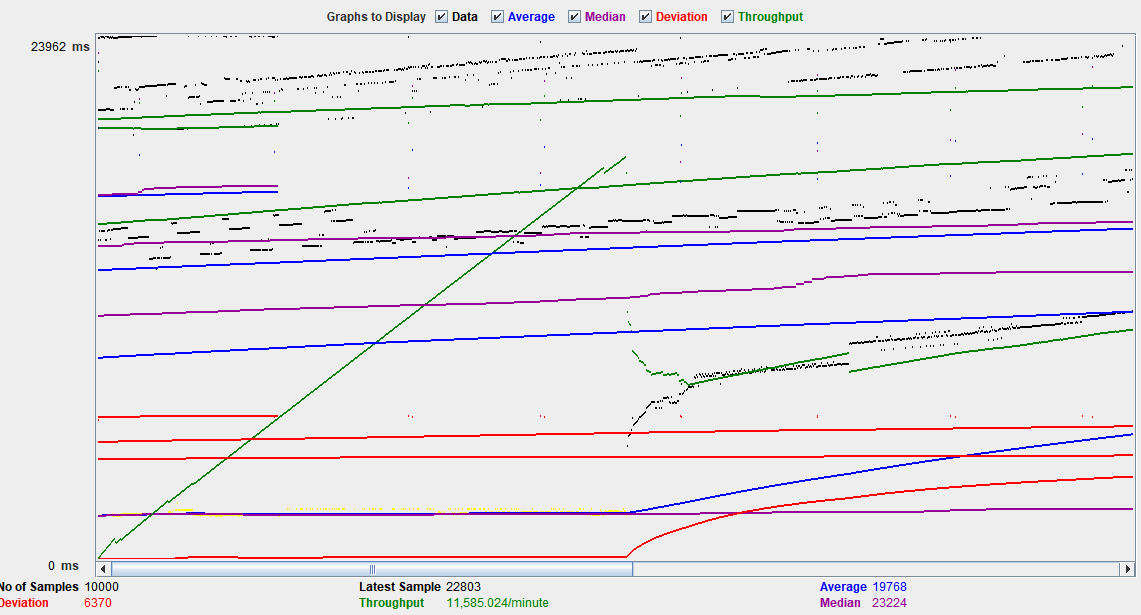 Graphs to Display Data Average Median Deviation Throughput
23962 ms
0 ms
No of Samples 10000 Latest Sample 22803 Average 19768
Deviation 6370 Throughput 11,585.024/minute Median 23224